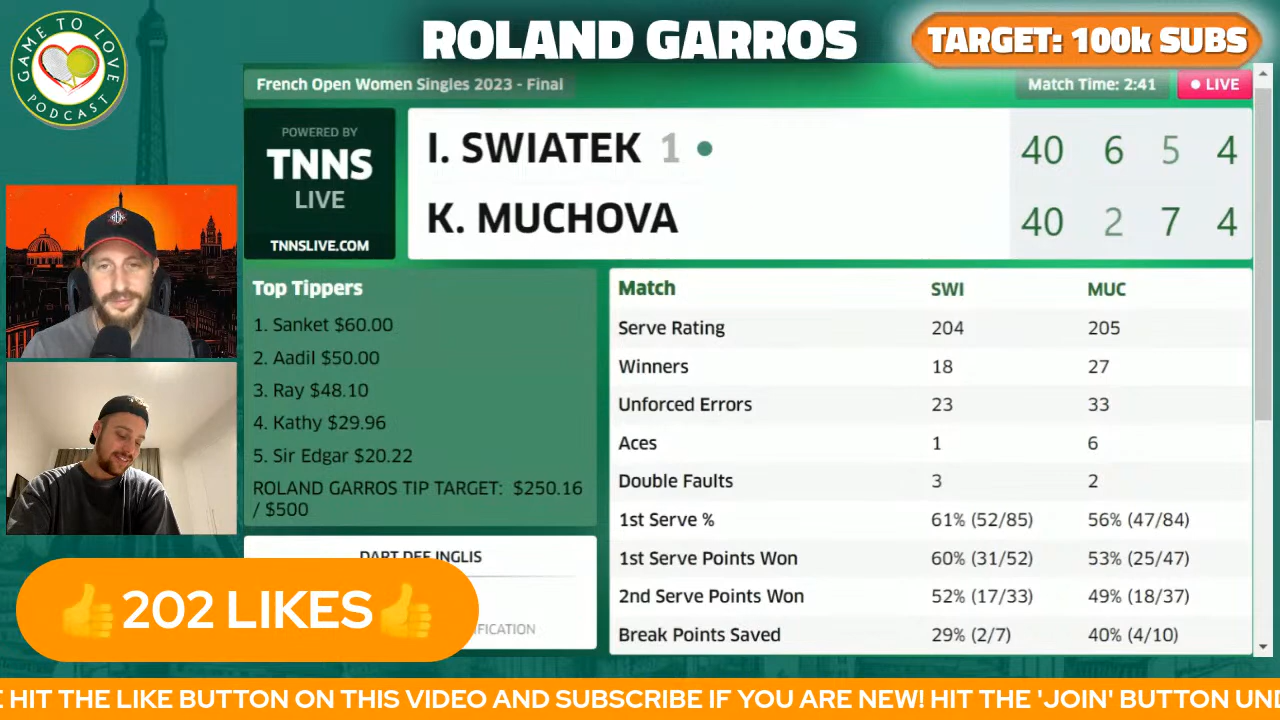 GAME TO LOVE
PODCAST
ROLAND GARROS
TARGET: 100k SUBS
French Open Women Singles 2023 - Final
Match Time: 2:41
LIVE
POWERED BY
TNNS
LIVE
TNNSLIVE.COM
I. SWIATEK 1 40 6 5 4
K. MUCHOVA 40 2 7 4
Top Tippers
1. Sanket $60.00
2. Aadil $50.00
3. Ray $48.10
4. Kathy $29.96
5. Sir Edgar $20.22
ROLAND GARROS TIP TARGET: $250.16
/ $500
Match SWI MUC
Serve Rating 204 205
Winners 18 27
Unforced Errors 23 33
Aces 1 6
Double Faults 3 2
1st Serve % 61% (52/85) 56% (47/84)
1st Serve Points Won 60% (31/52) 53% (25/47)
2nd Serve Points Won 52% (17/33) 49% (18/37)
Break Points Saved 29% (2/7) 40% (4/10)
202 LIKES
E HIT THE LIKE BUTTON ON THIS VIDEO AND SUBSCRIBE IF YOU ARE NEW! HIT THE 'JOIN' BUTTON UND